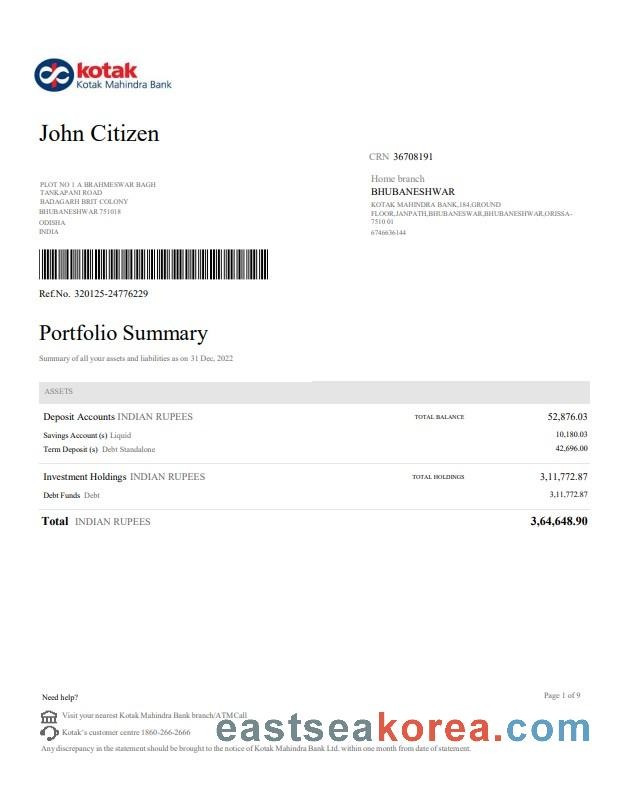 kotak
Kotak Mahindra Bank
John Citizen
CRN 36708191
PLOT NO 1 A BRAHMESWAR BAGH
TANKAPANI ROAD
BADAGARH BRIT COLONY
BHUBANESHWAR 751018
ODISHA
INDIA
Home branch
BHUBANESHWAR
KOTAK MAHINDRA BANK,184,GROUND
FLOOR,JANPATH,BHUBANESWAR,BHUBANESHWAR,ORISSA-
7510 01
6746636144
Ref.No. 320125-24776229
Portfolio Summary
Summary of all your assets and liabilities as on 31 Dec, 2022
ASSETS
Deposit Accounts INDIAN RUPEES TOTAL BALANCE 52,876.03
Savings Account (s) Liquid 10,180.03
Term Deposit (s) Debt Standalone 42,696.00
Investment Holdings INDIAN RUPEES TOTAL HOLDINGS 3,11,772.87
Debt Funds Debt 3,11,772.87
Total INDIAN RUPEES 3,64,648.90
Need help? Page 1 of 9
Visit your nearest Kotak Mahindra Bank branch/ATMCall
Kotak's customer centre 1860-266-2666
eastseakorea.com
Any discrepancy in the statement should be brought to the notice of Kotak Mahindra Bank Ltd. within one month from date of statement.